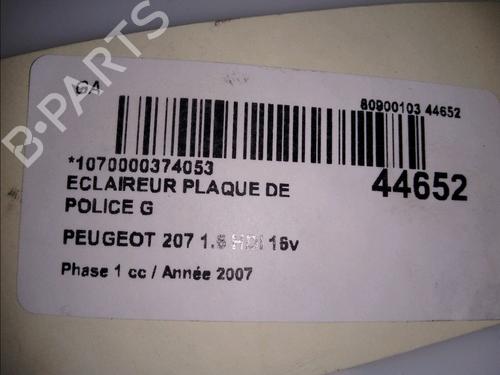 GA
80900103 44652
*1070000374053
44652
ECLAIREUR PLAQUE DE
POLICE G
PEUGEOT 207 1.6 HDI 16v
Phase 1 cc / Année 2007
B-PARTS